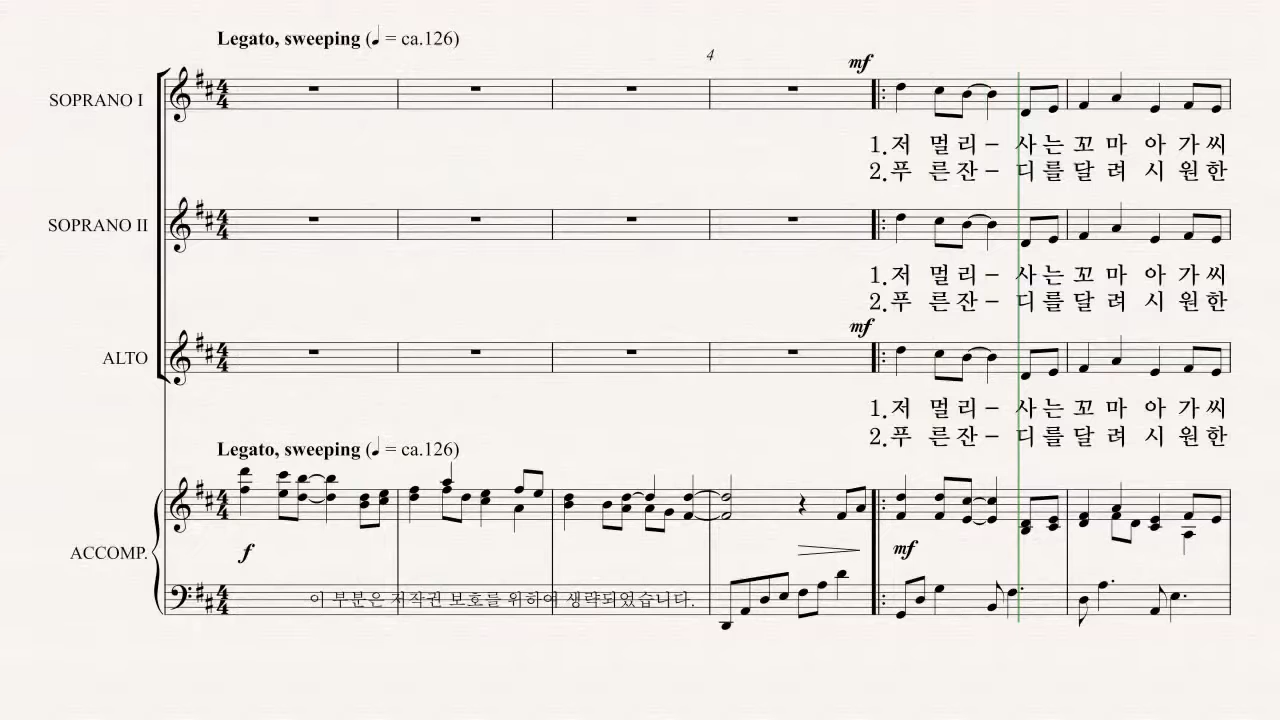 Legato, sweeping (♩ = ca.126)
4
mf
SOPRANO I
1.저 멀리– 사는꼬 마 아 가씨
2.푸 른잔– 디를달 려 시 원한
SOPRANO II
1.저 멀리– 사는꼬 마 아 가씨
2.푸 른잔– 디를달 려 시 원한
mf
ALTO
1.저 멀리– 사는꼬 마 아 가씨
2.푸 른잔– 디를달 려 시 원한
Legato, sweeping (♩ = ca.126)
ACCOMP.
f
mf
이 부분은 저작권 보호를 위하여 생략되었습니다.